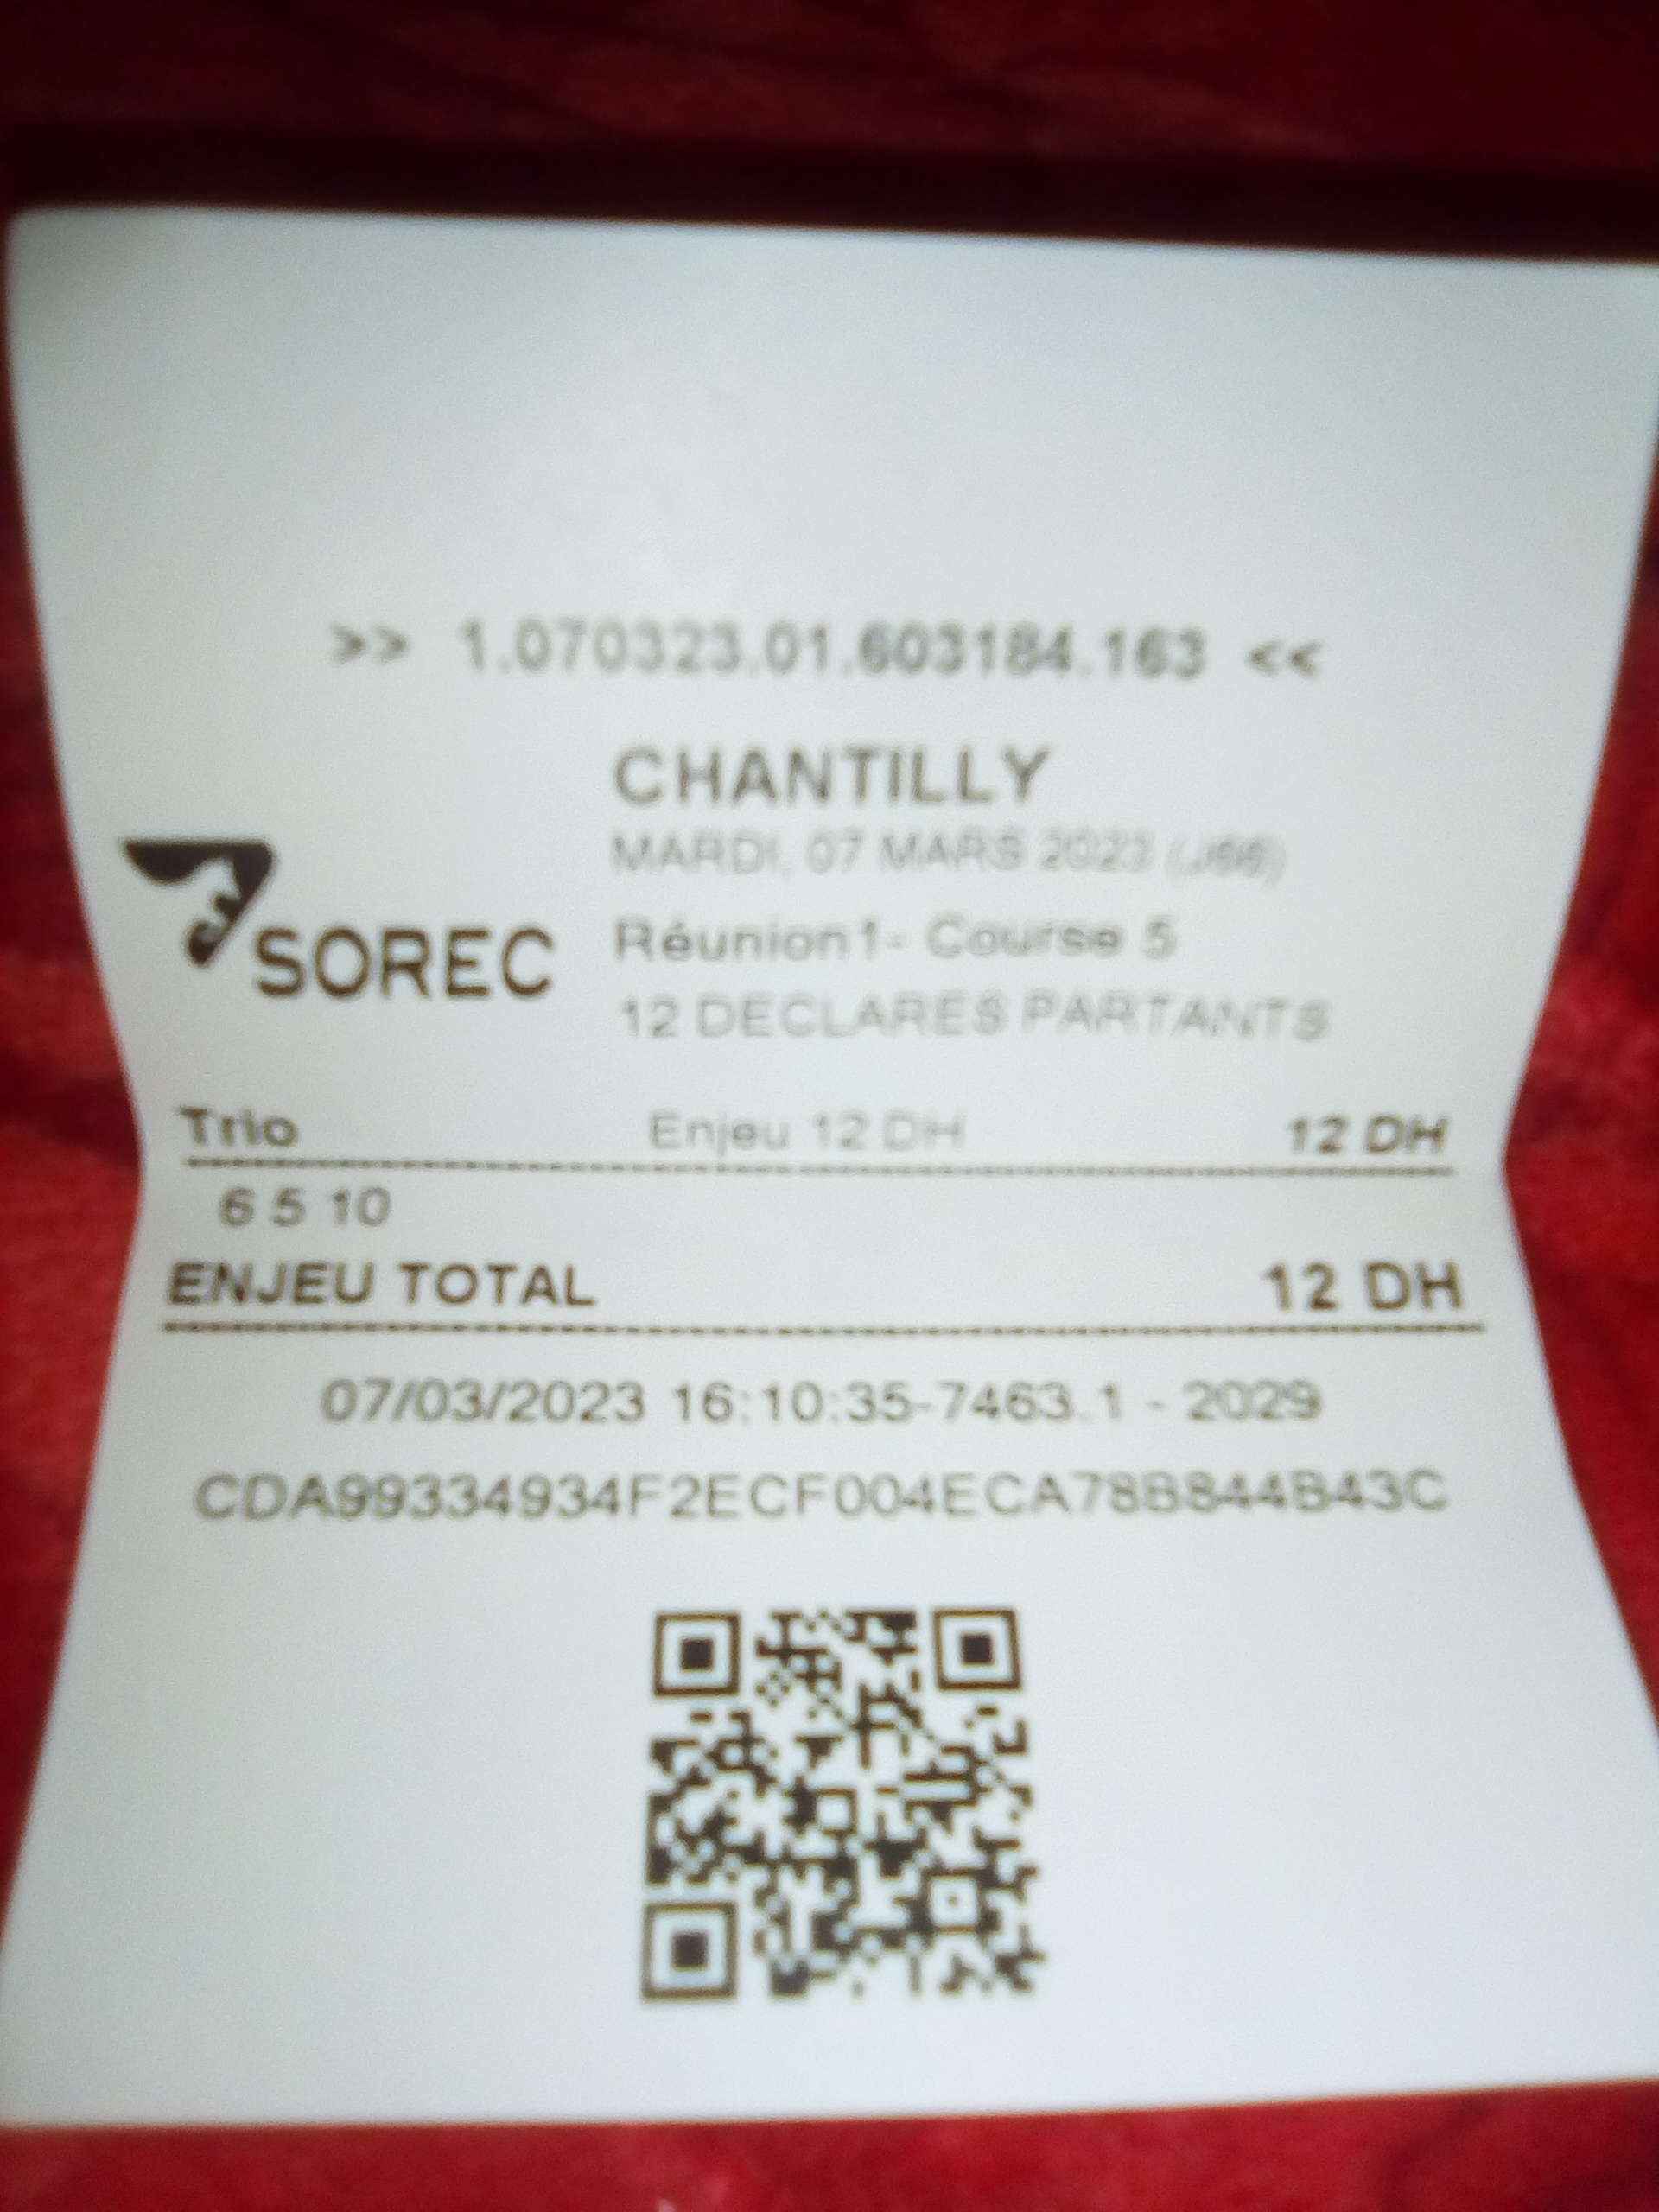 >> 1.070323.01.603184.163 <<
CHANTILLY
MARDI, 07 MARS 2023 (J66)
SOREC
Réunion1- Course 5
12 DECLARES PARTANTS
Trio Enjeu 12 DH 12 DH
6 5 10
ENJEU TOTAL 12 DH
07/03/2023 16:10:35-7463.1 - 2029
CDA99334934F2ECF004ECA78B844B43C